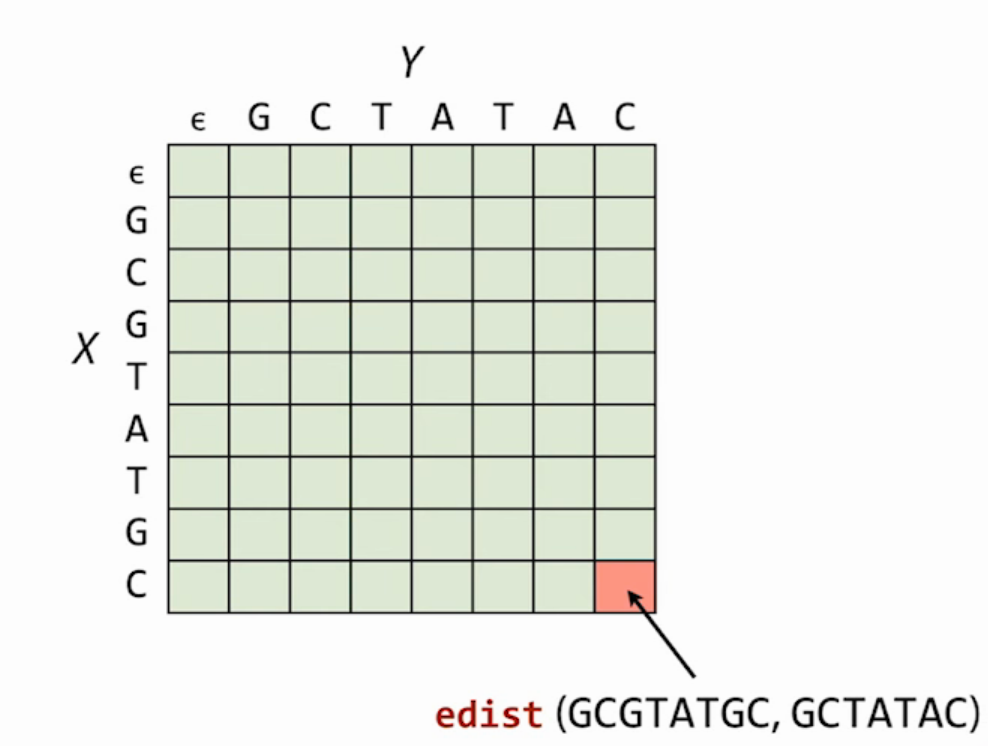 Y
ϵ G C T A T A C
ϵ
G
C
G
X
T
A
T
G
C
edist (GCGTATGC, GCTATAC)